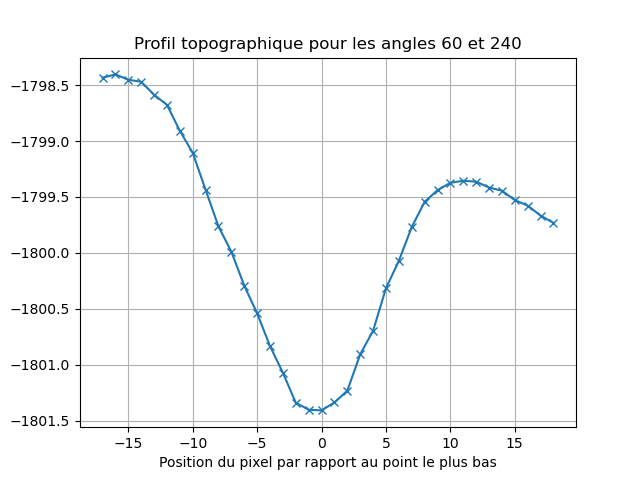 Profil topographique pour les angles 60 et 240
−1798.5
−1799.0
−1799.5
−1800.0
−1800.5
−1801.0
−1801.5
−15 −10 −5 0 5 10 15
Position du pixel par rapport au point le plus bas